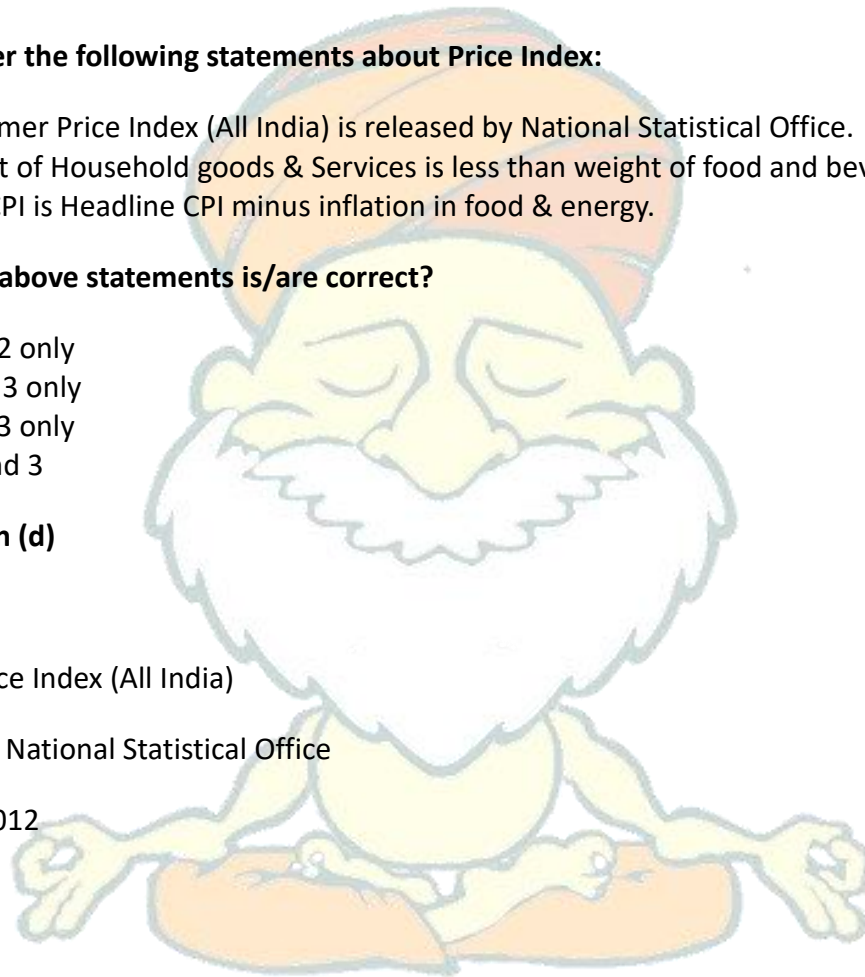 er the following statements about Price Index:
mer Price Index (All India) is released by National Statistical Office.
t of Household goods & Services is less than weight of food and bev
CPI is Headline CPI minus inflation in food & energy.
above statements is/are correct?
2 only
3 only
3 only
nd 3
n (d)
ce Index (All India)
National Statistical Office
012